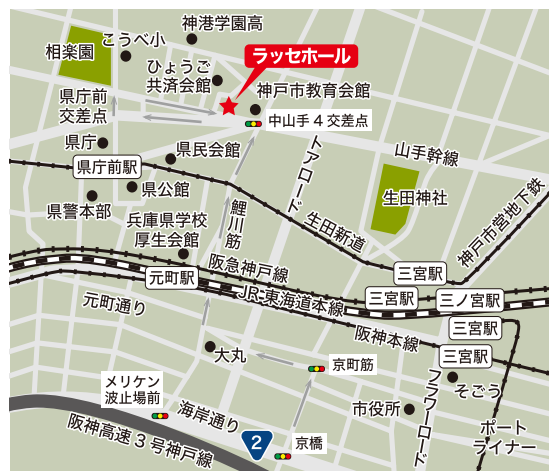 神港学園高
こうべ小
相楽園
ラッセホール
ひょうご
共済会館
神戸市教育会館
県庁前
交差点
中山手4交差点
県庁
県民会館
山手幹線
トアロード
県庁前駅
県公館
生田神社
県警本部
兵庫県学校
厚生会館
鯉川筋
生田新道
神戸市営地下鉄
阪急神戸線
三宮駅
元町駅
JR東海道本線
三宮駅
三ノ宮駅
元町通り
阪神本線
三宮駅
三宮駅
大丸
京町筋
フラワーロード
そごう
メリケン
波止場前
海岸通り
市役所
ポート
ライナー
阪神高速3号神戸線
2
京橋